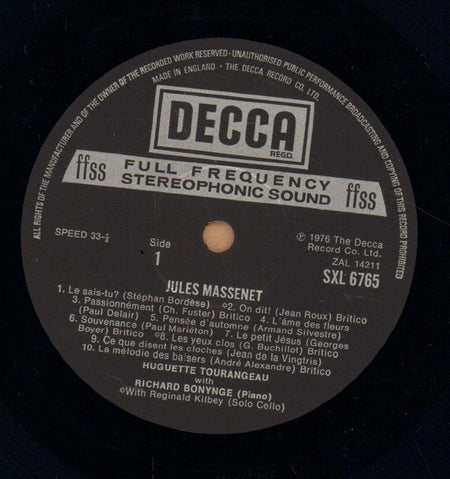 ALL RIGHTS OF THE MANUFACTURER AND OF THE OWNER OF THE RECORDED WORK RESERVED · UNAUTHORISED PUBLIC PERFORMANCE BROADCASTING AND COPYING OF THIS RECORD PROHIBITED
MADE IN ENGLAND · THE DECCA RECORD CO. LTD.
DECCA
REGD.
ffss FULL FREQUENCY ffss
STEREOPHONIC SOUND
SPEED 33-⅓
Side
1
℗ 1976 The Decca
Record Co. Ltd.
ZAL 14211
SXL 6765
JULES MASSENET
1. Le sais-tu? (Stéphan Bordèse) ✲2. On dit! (Jean Roux) Britico
3. Passionnément (Ch. Fuster) Britico 4. L'âme des fleurs
(Paul Delair) Britico 5. Pensée d'automne (Armand Silvestre)
6. Souvenance (Paul Mariéton) 7. Le petit Jésus (Georges
Boyer) Britico ✲8. Les yeux clos (G. Buchillot) Britico
9. Ce que disent les cloches (Jean de la Vingtris)
10. La mélodie des baisers (André Alexandre) Britico
HUGUETTE TOURANGEAU
with
RICHARD BONYNGE (Piano)
✲With Reginald Kilbey (Solo Cello)